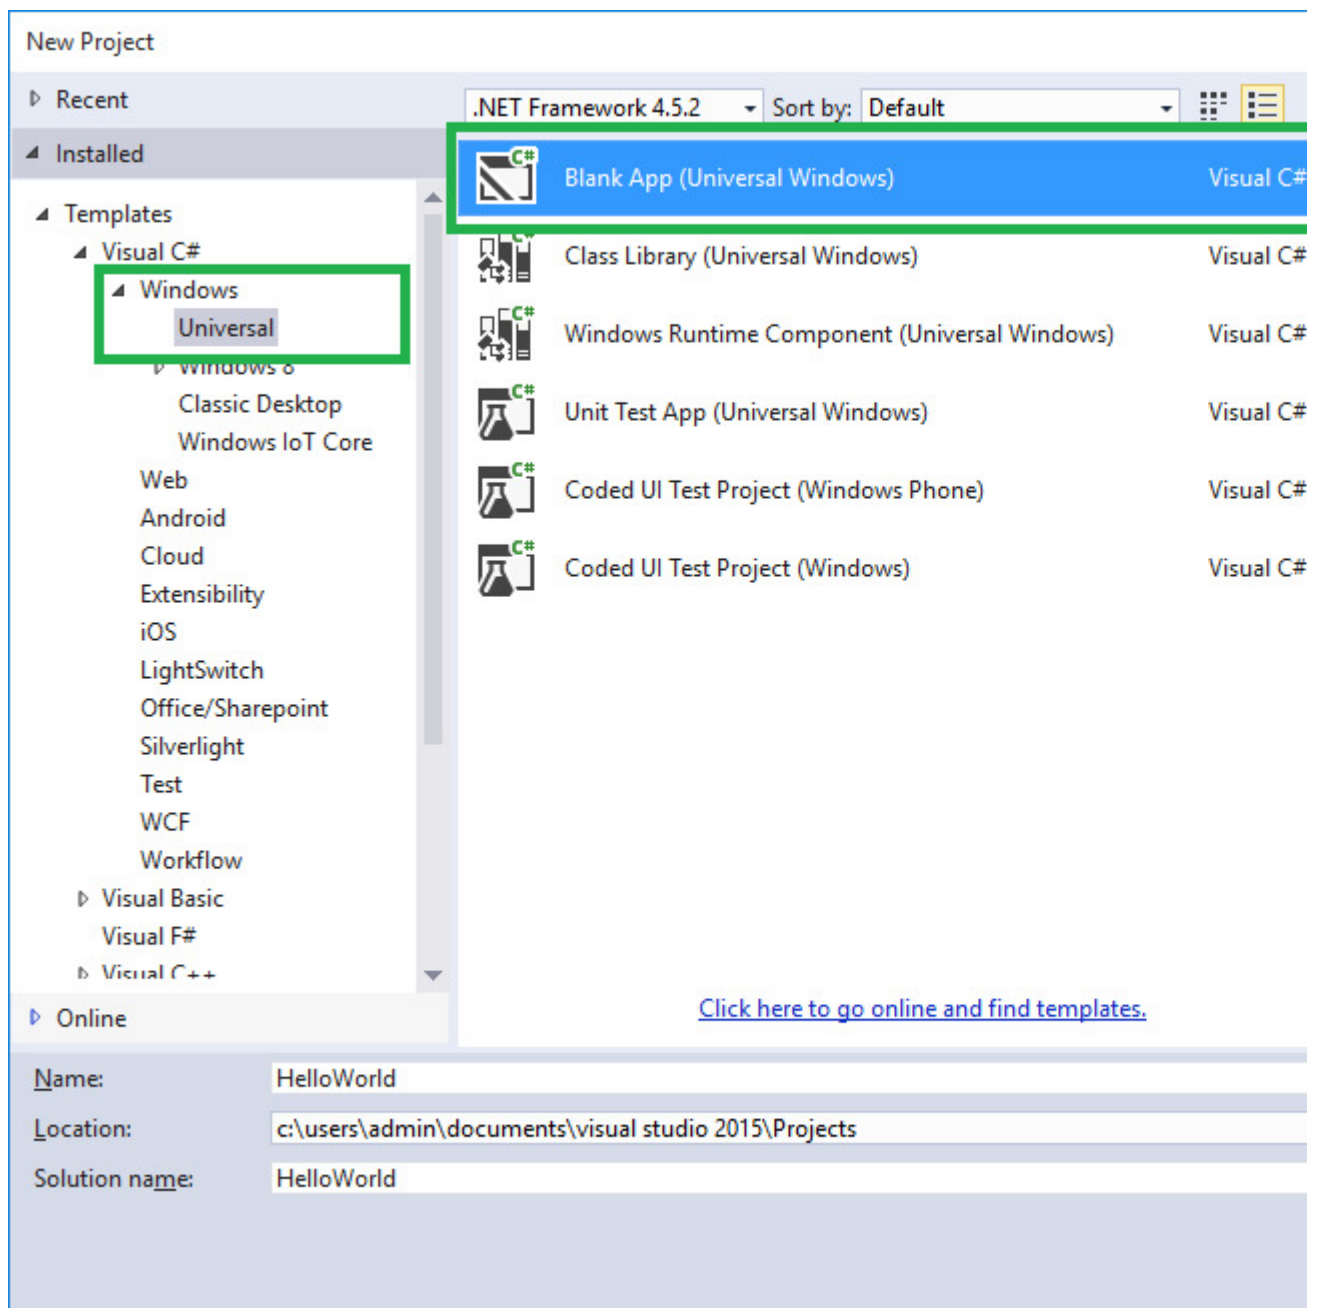 New Project
Recent
Installed
Templates
Visual C#
Windows
Universal
Windows 8
Classic Desktop
Windows IoT Core
Web
Android
Cloud
Extensibility
iOS
LightSwitch
Office/Sharepoint
Silverlight
Test
WCF
Workflow
Visual Basic
Visual F#
Visual C++
Online
.NET Framework 4.5.2 Sort by: Default
C# Blank App (Universal Windows) Visual C#
C# Class Library (Universal Windows) Visual C#
C# Windows Runtime Component (Universal Windows) Visual C#
C# Unit Test App (Universal Windows) Visual C#
C# Coded UI Test Project (Windows Phone) Visual C#
C# Coded UI Test Project (Windows) Visual C#
Click here to go online and find templates.
Name: HelloWorld
Location: c:\users\admin\documents\visual studio 2015\Projects
Solution name: HelloWorld